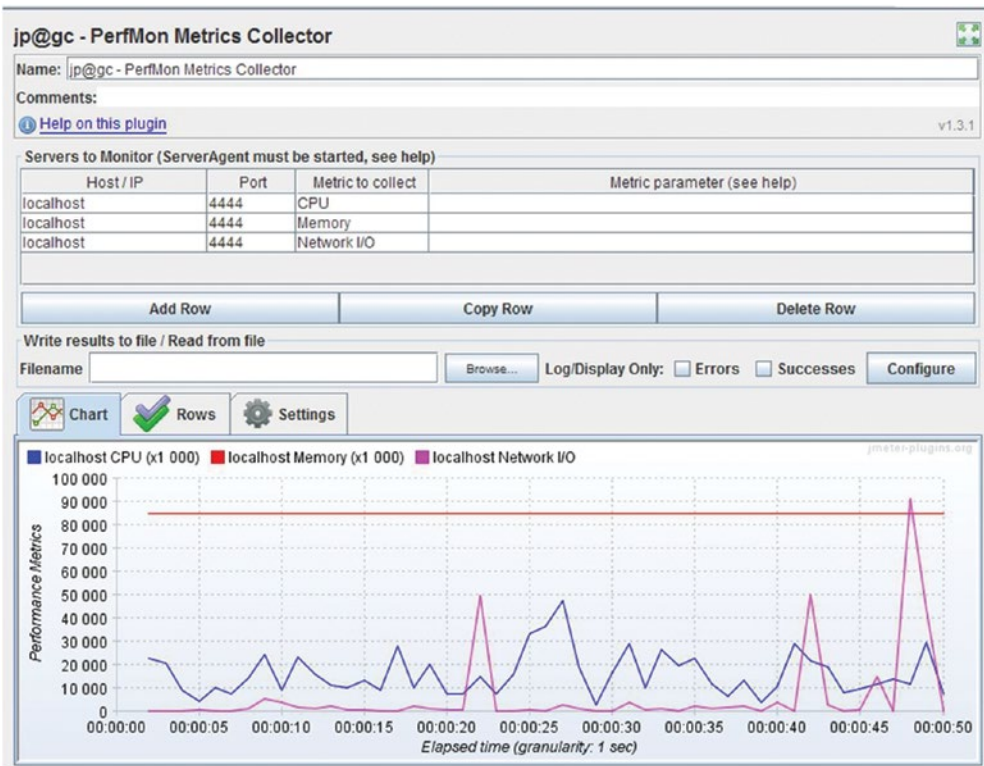 jp@gc - PerfMon Metrics Collector
Name: jp@gc - PerfMon Metrics Collector
Comments:
Help on this plugin v1.3.1
Servers to Monitor (ServerAgent must be started, see help)
Host / IP Port Metric to collect Metric parameter (see help)
localhost 4444 CPU
localhost 4444 Memory
localhost 4444 Network I/O
Add Row Copy Row Delete Row
Write results to file / Read from file
Filename Browse... Log/Display Only: Errors Successes Configure
Chart Rows Settings
localhost CPU (x1 000) localhost Memory (x1 000) localhost Network I/O jmeter-plugins.org
Performance Metrics
100 000
90 000
80 000
70 000
60 000
50 000
40 000
30 000
20 000
10 000
0
00:00:00 00:00:05 00:00:10 00:00:15 00:00:20 00:00:25 00:00:30 00:00:35 00:00:40 00:00:45 00:00:50
Elapsed time (granularity: 1 sec)